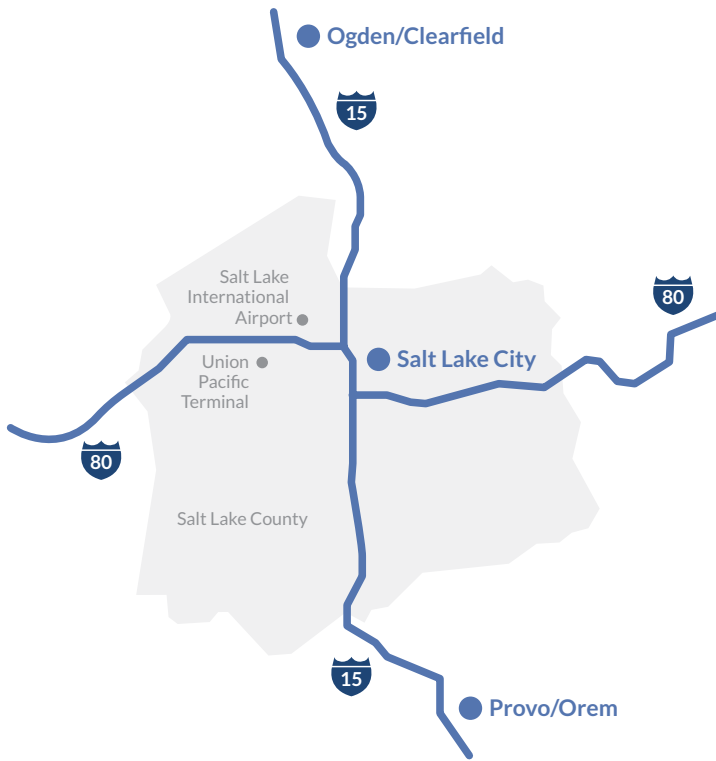 Ogden/Clearfield
15
Salt Lake
International
Airport
80
Union
Pacific
Terminal
Salt Lake City
80
Salt Lake County
15
Provo/Orem